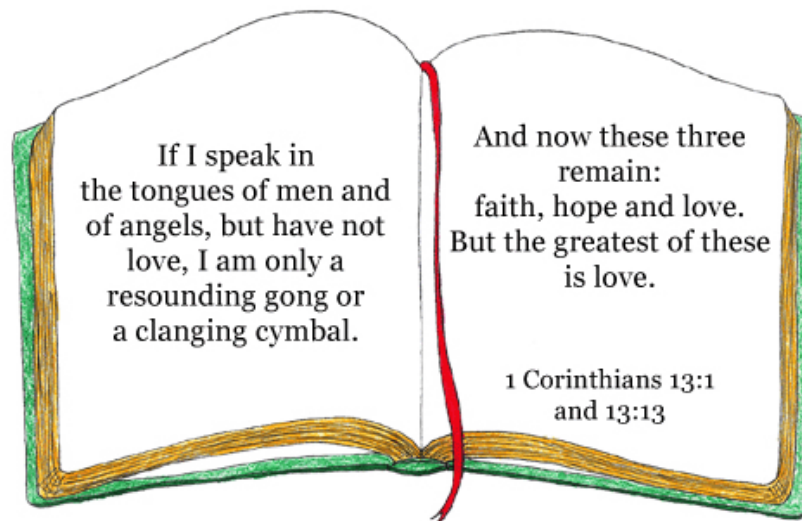 If I speak in
the tongues of men and
of angels, but have not
love, I am only a
resounding gong or
a clanging cymbal.
And now these three
remain:
faith, hope and love.
But the greatest of these
is love.
1 Corinthians 13:1
and 13:13